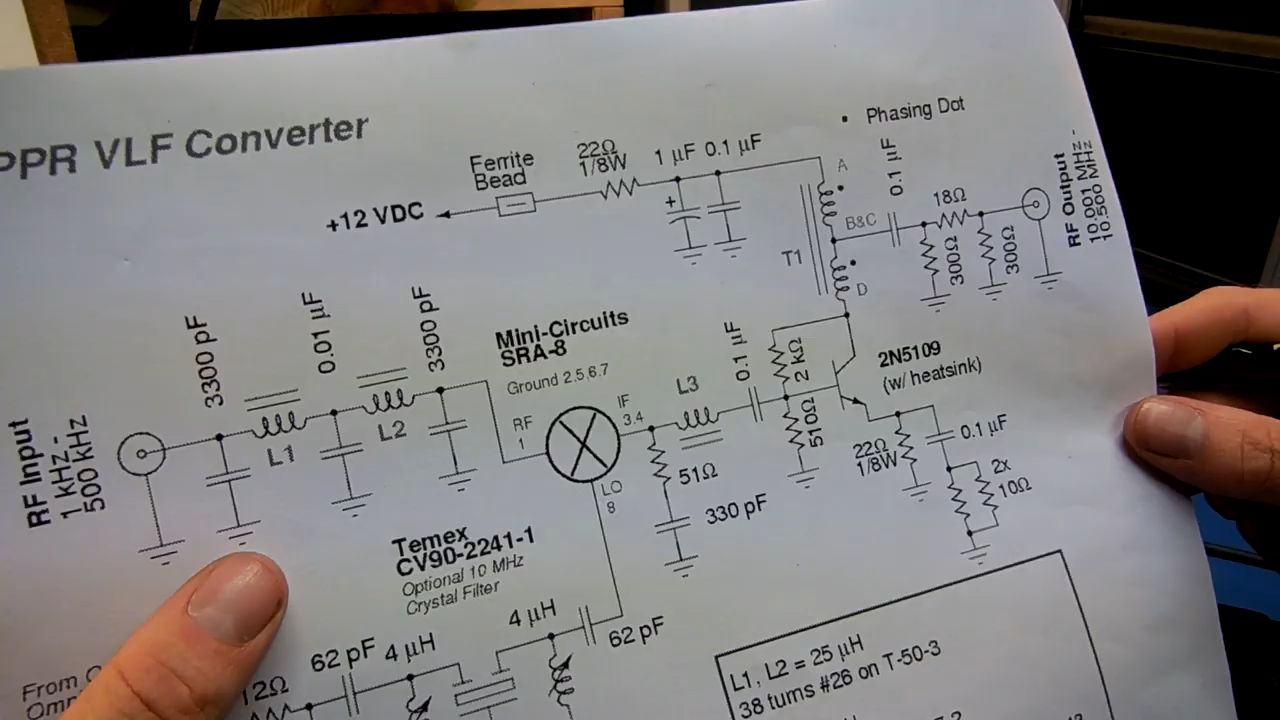 PPR VLF Converter
Phasing Dot
Ferrite
Bead
22Ω
1/8W
1 µF
0.1 µF
+12 VDC
A
B&C
T1
D
0.1 µF
18Ω
300Ω
300Ω
RF Output
10.001 MHz -
10.500 MHz
3300 pF
0.01 µF
3300 pF
Mini-Circuits
SRA-8
Ground 2,5,6,7
RF
1
IF
3.4
LO
8
L1
L2
L3
0.1 µF
2 kΩ
510Ω
2N5109
(w/ heatsink)
22Ω
1/8W
0.1 µF
2x
10Ω
51Ω
330 pF
RF Input
1 kHz -
500 kHz
Temex
CV90-2241-1
Optional 10 MHz
Crystal Filter
4 µH
62 pF
62 pF
4 µH
12Ω
From
L1, L2 = 25 µH
38 turns #26 on T-50-3